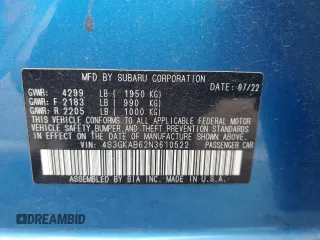 MFD BY SUBARU CORPORATION DATE: 07/22
GVWR: 4299 LB ( 1950 KG)
GAWR: F 2183 LB ( 990 KG)
GAWR: R 2205 LB ( 1000 KG)
THIS VEHICLE CONFORMS TO ALL APPLICABLE FEDERAL MOTOR
VEHICLE SAFETY, BUMPER, AND THEFT PREVENTION STANDARDS IN
EFFECT ON THE DATE OF MANUFACTURE SHOWN ABOVE.
VIN: 4S3GKAB62N3610522 PASSENGER CAR
ASSEMBLED BY SIA INC. MADE IN U.S.A.
DREAMBID